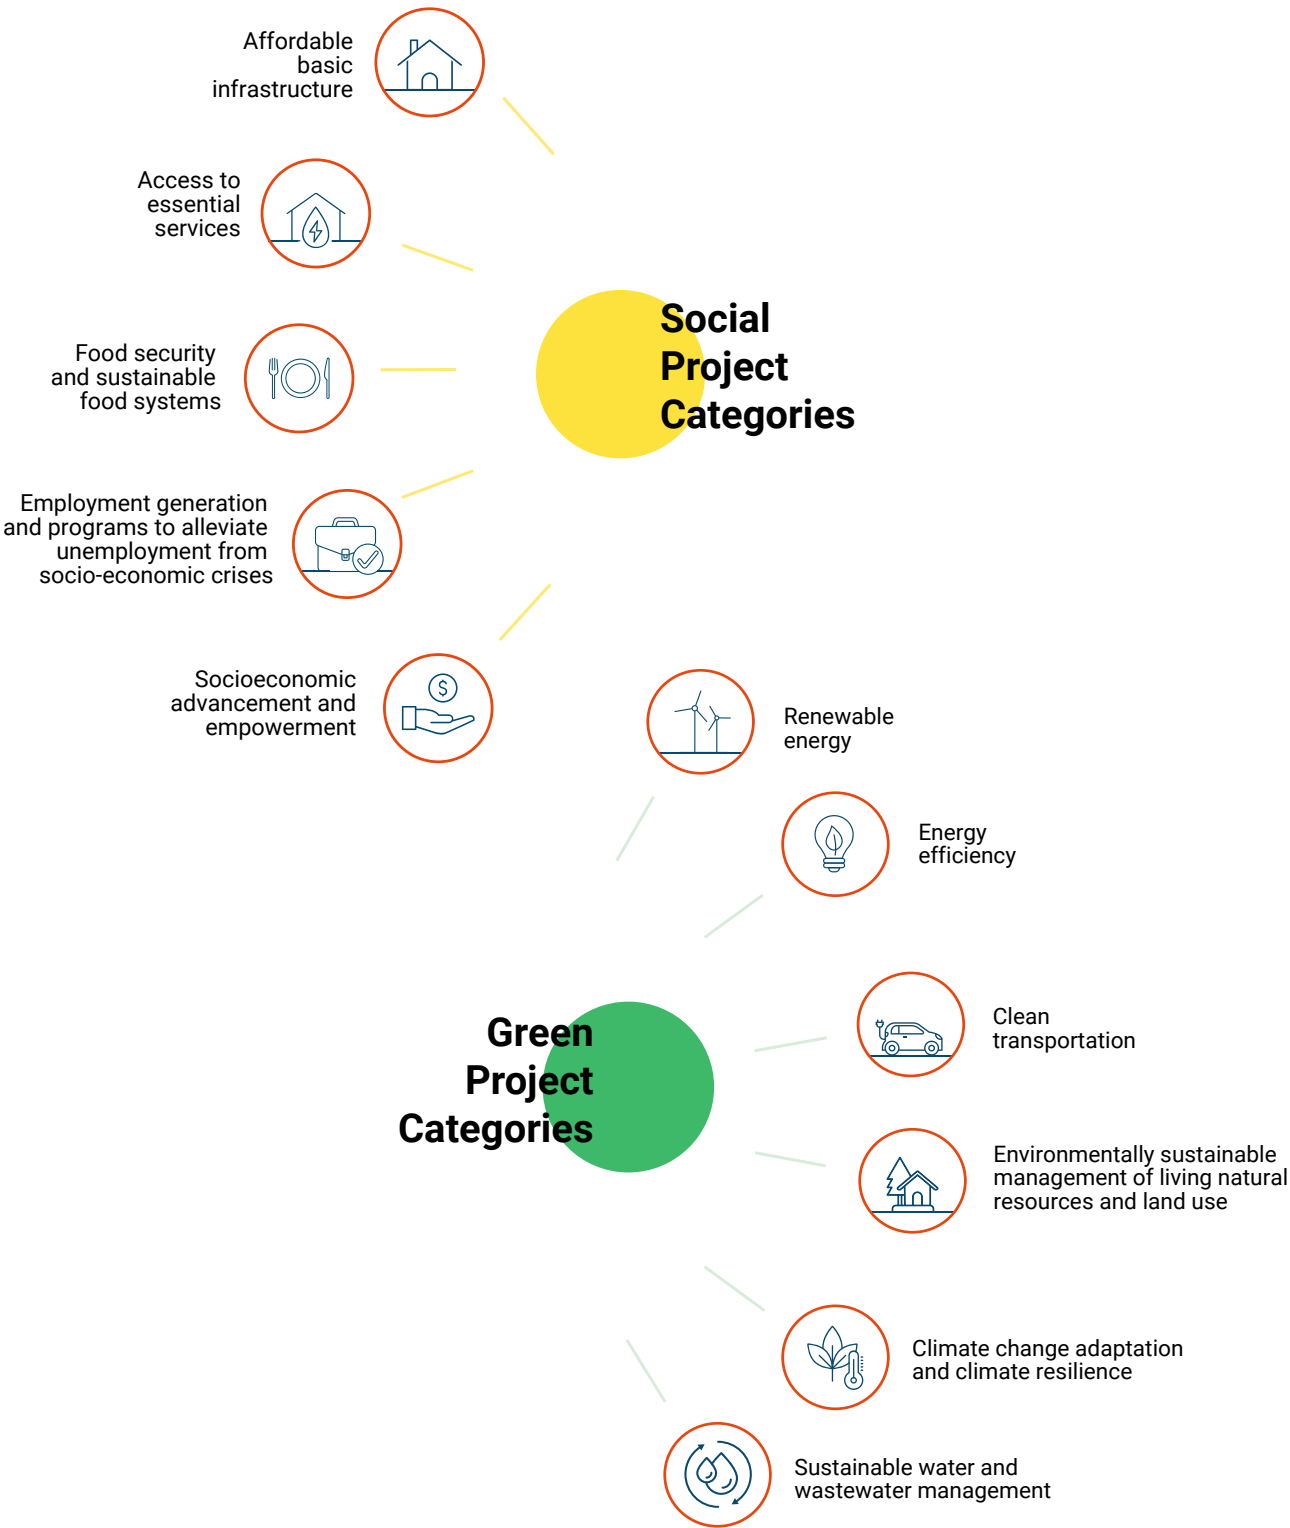 Affordable
basic
infrastructure
Access to
essential
services
Food security
and sustainable
food systems
Employment generation
and programs to alleviate
unemployment from
socio-economic crises
Socioeconomic
advancement and
empowerment
Social
Project
Categories
$
Renewable
energy
Energy
efficiency
Clean
transportation
Environmentally sustainable
management of living natural
resources and land use
Climate change adaptation
and climate resilience
Sustainable water and
wastewater management
Green
Project
Categories